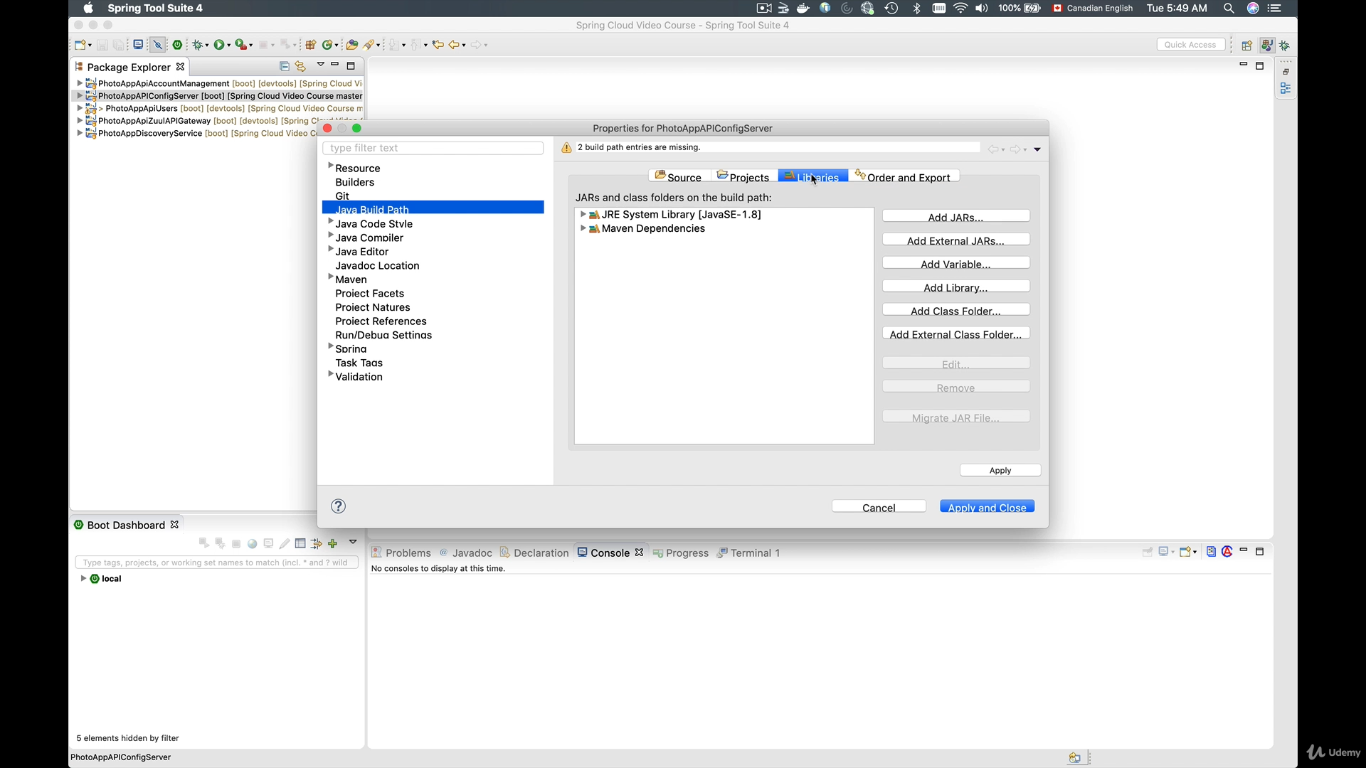 Spring Tool Suite 4
100%
Canadian English
Tue 5:49 AM
Spring Cloud Video Course - Spring Tool Suite 4
Quick Access
Package Explorer
PhotoAppApiAccountManagement [boot] [devtools] [Spring Cloud Vi
PhotoAppAPIConfigServer [boot] [Spring Cloud Video Course master
> PhotoAppApiUsers [boot] [devtools] [Spring Cloud Video Course m
PhotoAppApiZuulAPIGateway [boot] [devtools] [Spring Cloud Video
PhotoAppDiscoveryService [boot] [devtools] [Spring Cloud Video Co
Properties for PhotoAppAPIConfigServer
type filter text
Resource
Builders
Git
Java Build Path
Java Code Style
Java Compiler
Java Editor
Javadoc Location
Maven
Project Facets
Project Natures
Project References
Run/Debug Settings
Spring
Task Tags
Validation
2 build path entries are missing.
Source
Projects
Libraries
Order and Export
JARs and class folders on the build path:
JRE System Library [JavaSE-1.8]
Maven Dependencies
Add JARs...
Add External JARs...
Add Variable...
Add Library...
Add Class Folder...
Add External Class Folder...
Edit...
Remove
Migrate JAR File...
Apply
Cancel
Apply and Close
Boot Dashboard
Type tags, projects, or working set names to match (incl. * and ? wild
local
5 elements hidden by filter
Problems
Javadoc
Declaration
Console
Progress
Terminal 1
No consoles to display at this time.
PhotoAppAPIConfigServer
Udemy